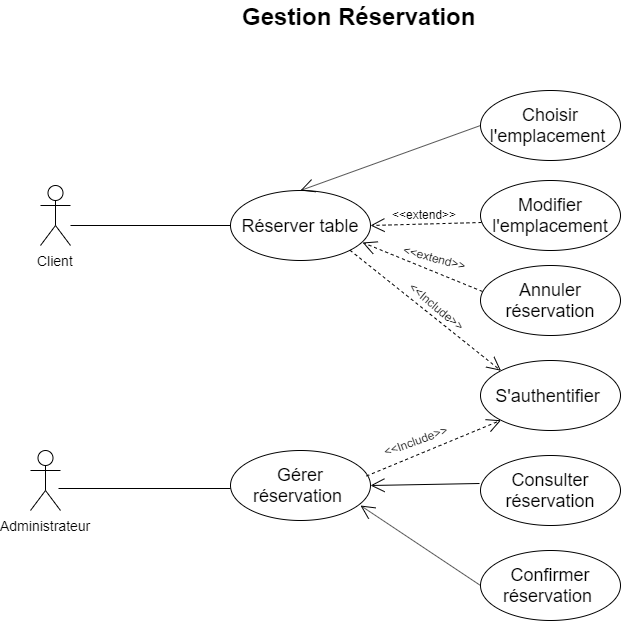 Gestion Réservation
Choisir
l'emplacement
Modifier
l'emplacement
<<extend>>
Client
Réserver table
<<extend>>
Annuler
réservation
<<Include>>
S'authentifier
<<Include>>
Administrateur
Gérer
réservation
Consulter
réservation
Confirmer
réservation